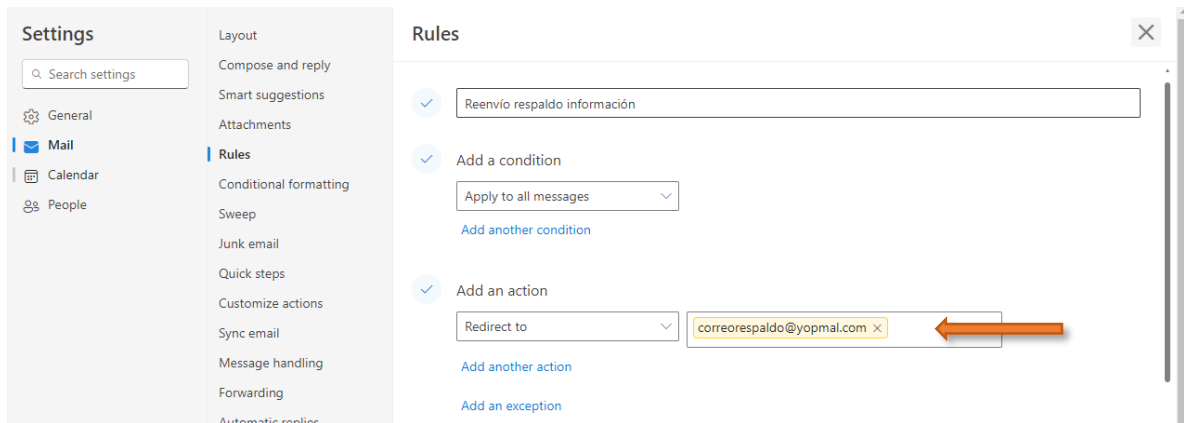 Settings
Search settings
General
Mail
Calendar
People
Layout
Compose and reply
Smart suggestions
Attachments
Rules
Conditional formatting
Sweep
Junk email
Quick steps
Customize actions
Sync email
Message handling
Forwarding
Automatic replies
Rules
Reenvío respaldo información
Add a condition
Apply to all messages
Add another condition
Add an action
Redirect to
correorespaldo@yopmal.com
Add another action
Add an exception